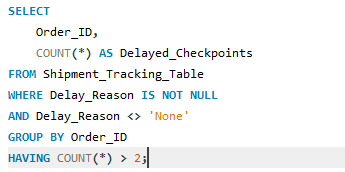 SELECT
    Order_ID,
    COUNT(*) AS Delayed_Checkpoints
FROM Shipment_Tracking_Table
WHERE Delay_Reason IS NOT NULL
AND Delay_Reason <> 'None'
GROUP BY Order_ID
HAVING COUNT(*) > 2;